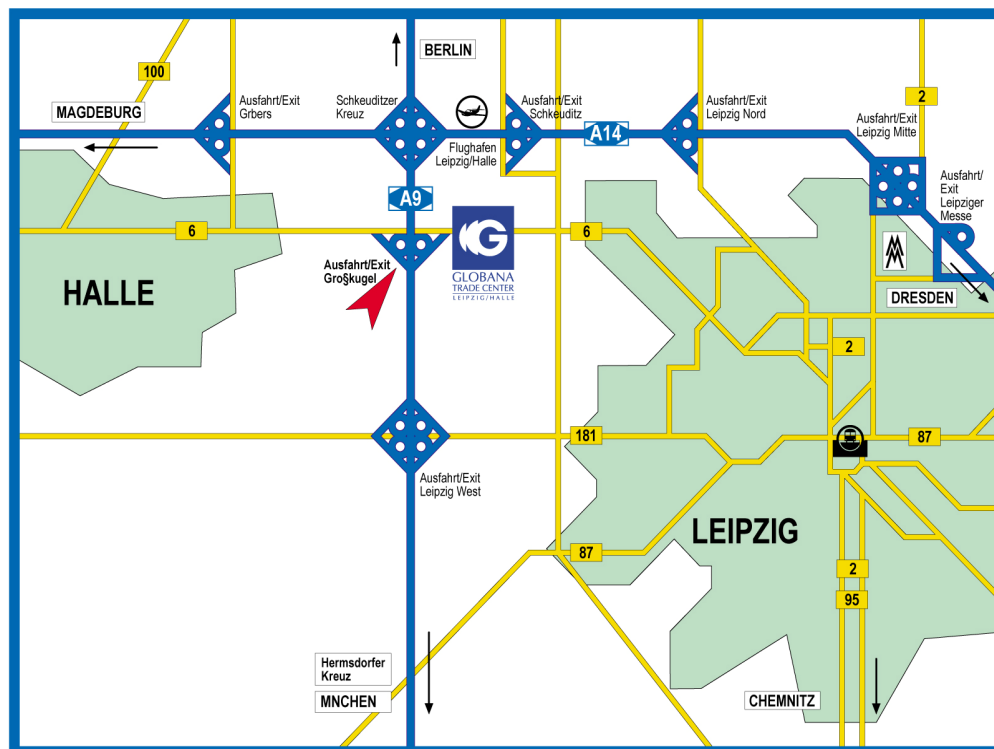 BERLIN
100
2
MAGDEBURG
Ausfahrt/Exit
Grbers
Schkeuditzer
Kreuz
Ausfahrt/Exit
Schkeuditz
Ausfahrt/Exit
Leipzig Nord
Ausfahrt/Exit
Leipzig Mitte
A14
Flughafen
Leipzig/Halle
Ausfahrt/
Exit
Leipziger
Messe
A9
6
6
G
GLOBANA
TRADE CENTER
LEIPZIG/HALLE
Ausfahrt/Exit
Gro§kugel
HALLE
DRESDEN
2
181
87
Ausfahrt/Exit
Leipzig West
LEIPZIG
87
2
95
Hermsdorfer
Kreuz
MNCHEN
CHEMNITZ